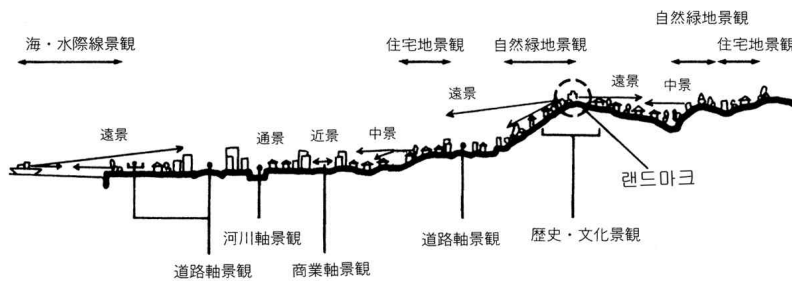 自然緑地景観
海・水際線景観
住宅地景観
自然緑地景観
住宅地景観
遠景
遠景
中景
遠景
通景
近景
中景
랜드마크
河川軸景観
道路軸景観
歴史・文化景観
道路軸景観
商業軸景観